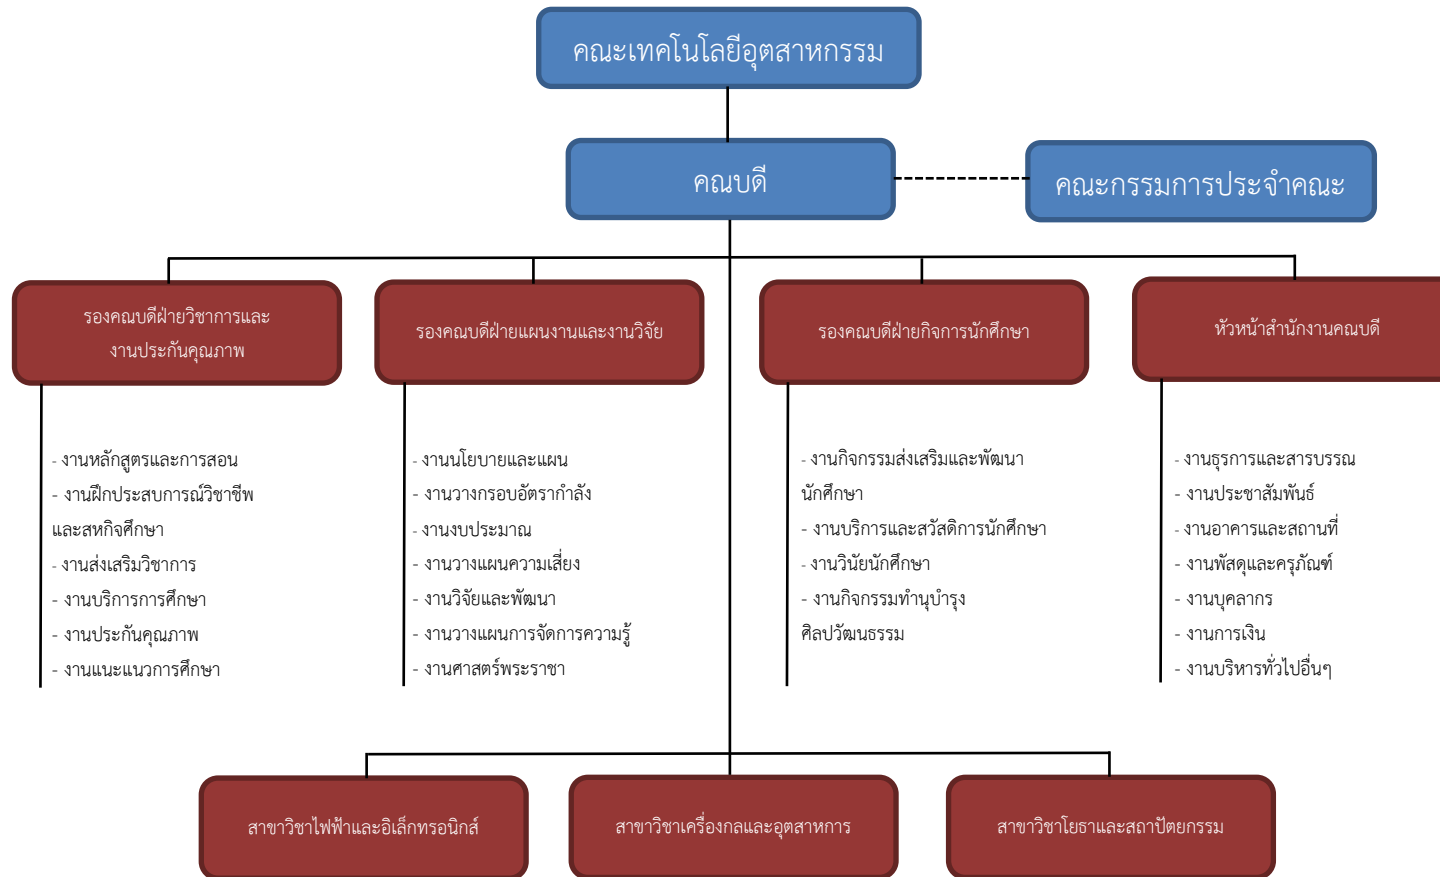 คณะเทคโนโลยีอุตสาหกรรม
คณบดี
คณะกรรมการประจำคณะ
รองคณบดีฝ่ายวิชาการและ
งานประกันคุณภาพ
รองคณบดีฝ่ายแผนงานและงานวิจัย
รองคณบดีฝ่ายกิจการนักศึกษา
หัวหน้าสำนักงานคณบดี
- งานหลักสูตรและการสอน
- งานฝึกประสบการณ์วิชาชีพ
และสหกิจศึกษา
- งานส่งเสริมวิชาการ
- งานบริการการศึกษา
- งานประกันคุณภาพ
- งานแนะแนวการศึกษา
- งานนโยบายและแผน
- งานวางกรอบอัตรากำลัง
- งานงบประมาณ
- งานวางแผนความเสี่ยง
- งานวิจัยและพัฒนา
- งานวางแผนการจัดการความรู้
- งานศาสตร์พระราชา
- งานกิจกรรมส่งเสริมและพัฒนา
นักศึกษา
- งานบริการและสวัสดิการนักศึกษา
- งานวินัยนักศึกษา
- งานกิจกรรมทำนุบำรุง
ศิลปวัฒนธรรม
- งานธุรการและสารบรรณ
- งานประชาสัมพันธ์
- งานอาคารและสถานที่
- งานพัสดุและครุภัณฑ์
- งานบุคลากร
- งานการเงิน
- งานบริหารทั่วไปอื่นๆ
สาขาวิชาไฟฟ้าและอิเล็กทรอนิกส์
สาขาวิชาเครื่องกลและอุตสาหการ
สาขาวิชาโยธาและสถาปัตยกรรม